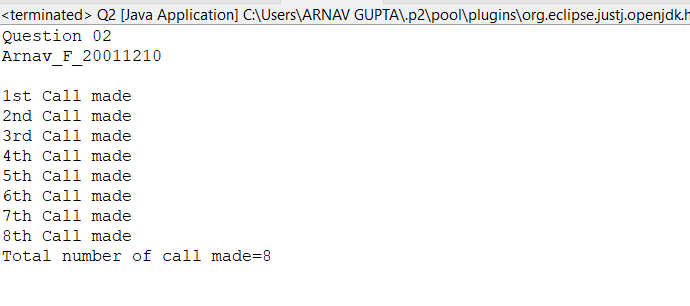 <terminated> Q2 [Java Application] C:\Users\ARNAV GUPTA\.p2\pool\plugins\org.eclipse.justj.openjdk.h
Question 02
Arnav_F_20011210
1st Call made
2nd Call made
3rd Call made
4th Call made
5th Call made
6th Call made
7th Call made
8th Call made
Total number of call made=8